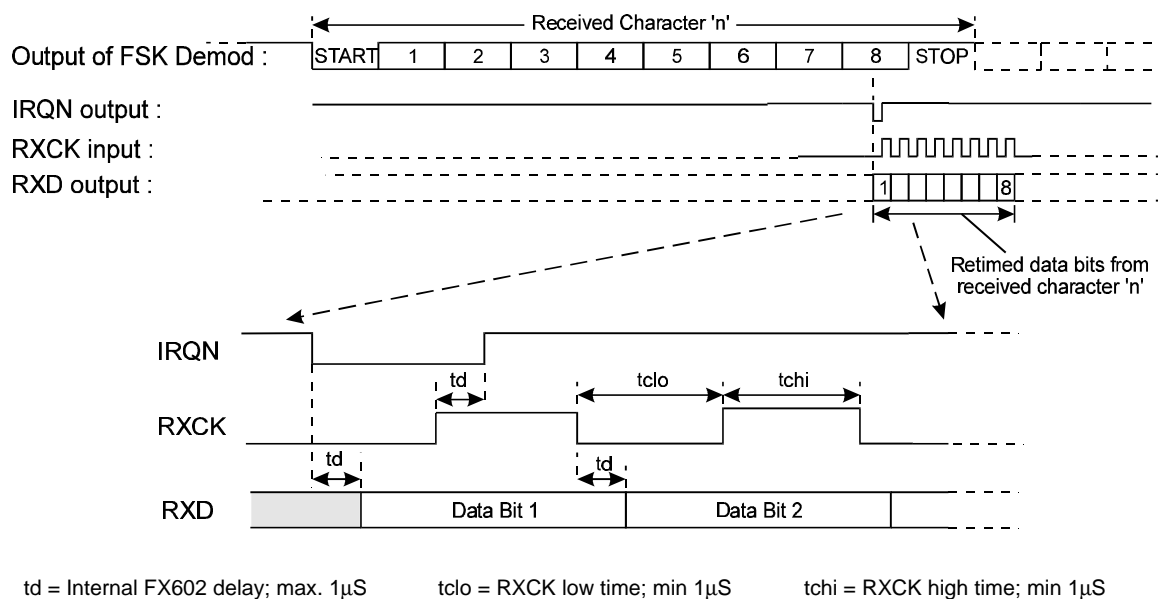 Received Character 'n'
Output of FSK Demod : START 1 2 3 4 5 6 7 8 STOP
IRQN output :
RXCK input :
RXD output : 1 8
Retimed data bits from
received character 'n'
IRQN
td tclo tchi
RXCK
td td
RXD Data Bit 1 Data Bit 2
td = Internal FX602 delay; max. 1µS tclo = RXCK low time; min 1µS tchi = RXCK high time; min 1µS